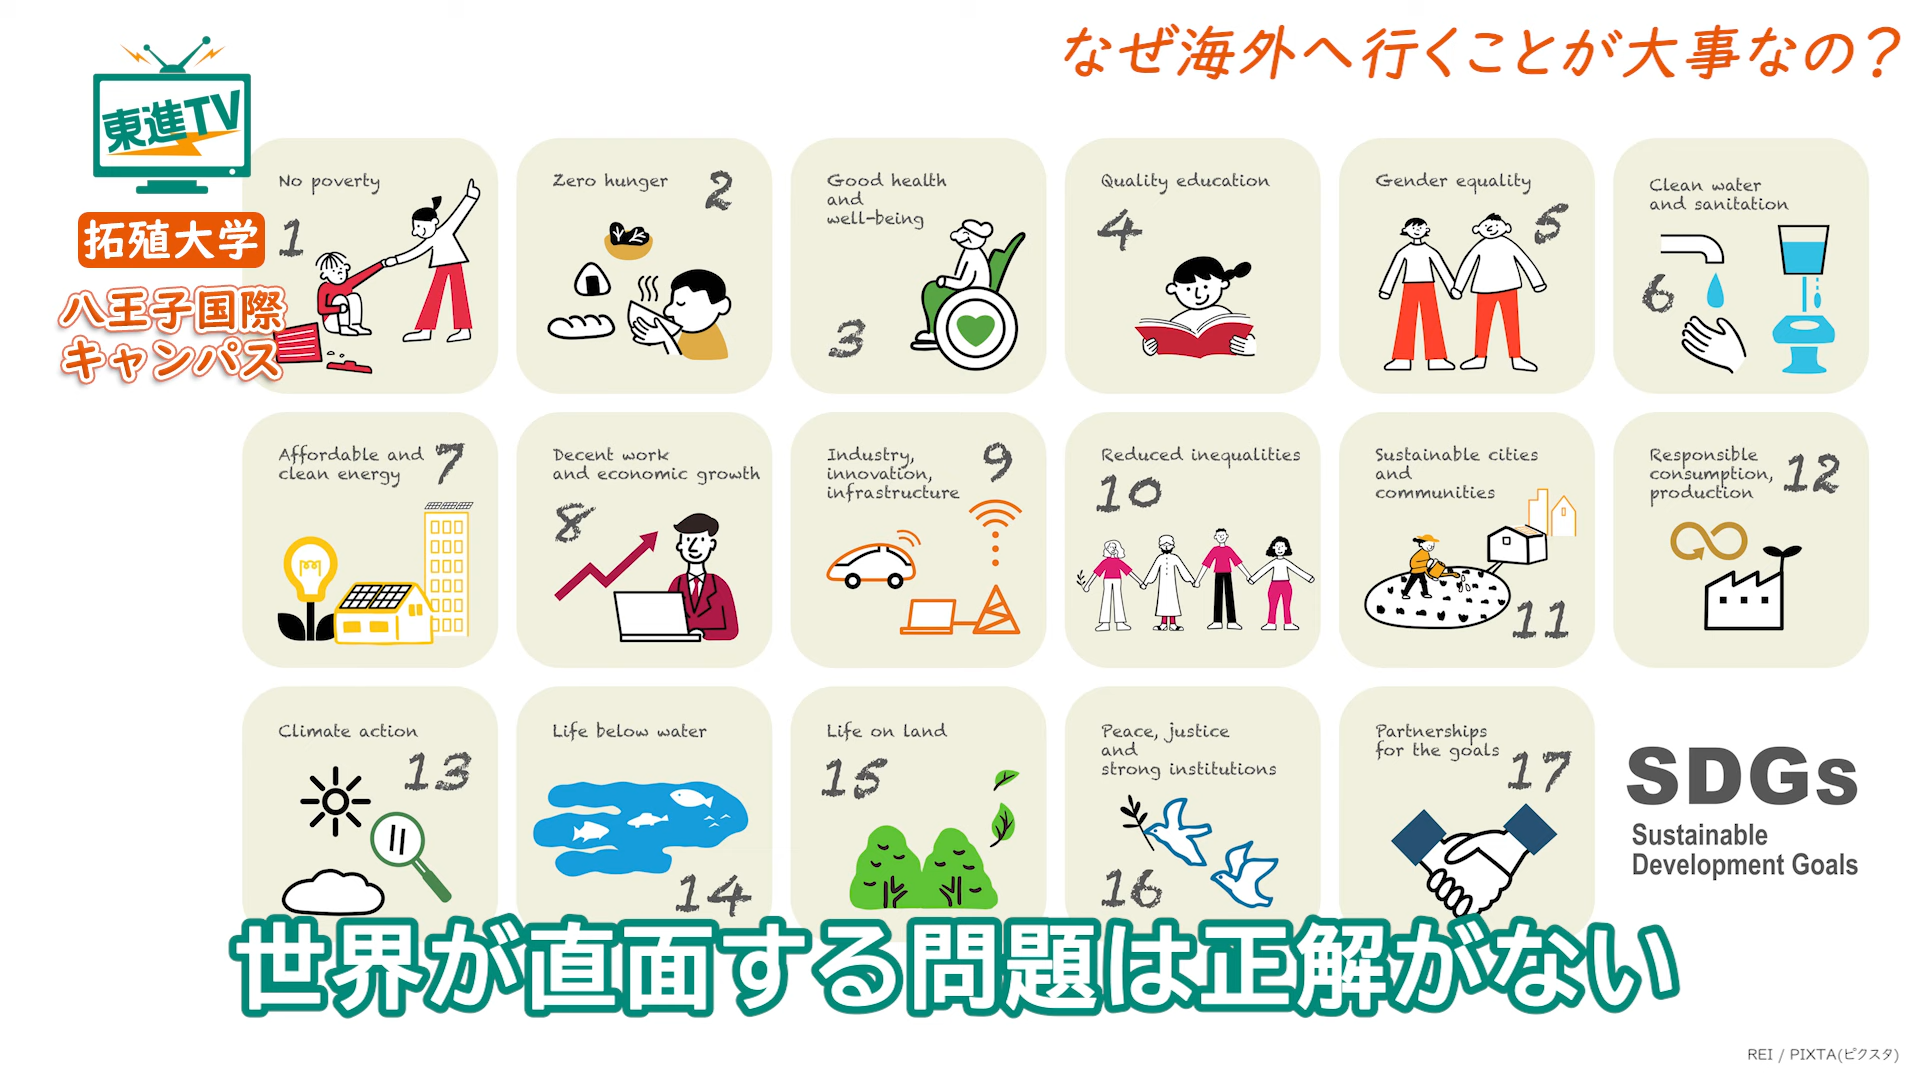 なぜ海外へ行くことが大事なの？
東進TV
拓殖大学
八王子国際
キャンパス
No poverty
1
Zero hunger
2
Good health
and
well-being
3
Quality education
4
Gender equality
5
Clean water
and sanitation
6
Affordable and
clean energy
7
Decent work
and economic growth
8
Industry,
innovation,
infrastructure
9
Reduced inequalities
10
Sustainable cities
and
communities
11
Responsible
consumption,
production
12
Climate action
13
Life below water
14
Life on land
15
Peace, justice
and
strong institutions
16
Partnerships
for the goals
17
SDGs
Sustainable
Development Goals
世界が直面する問題は正解がない
REI / PIXTA(ピクスタ)